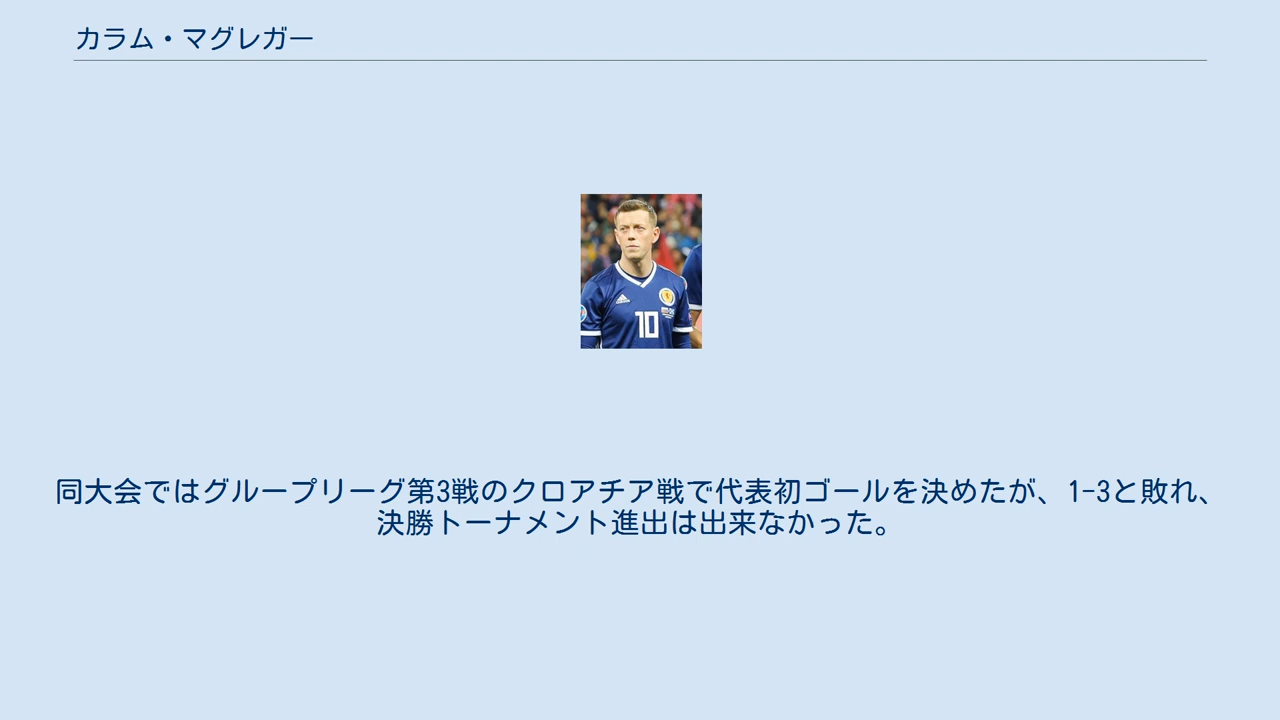 カラム・マグレガー
10
同大会ではグループリーグ第3戦のクロアチア戦で代表初ゴールを決めたが、1-3と敗れ、
決勝トーナメント進出は出来なかった。